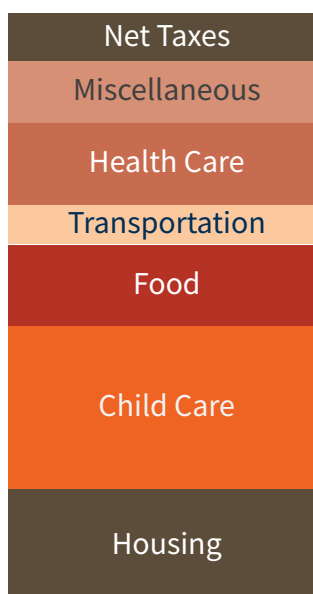 Net Taxes
Miscellaneous
Health Care
Transportation
Food
Child Care
Housing